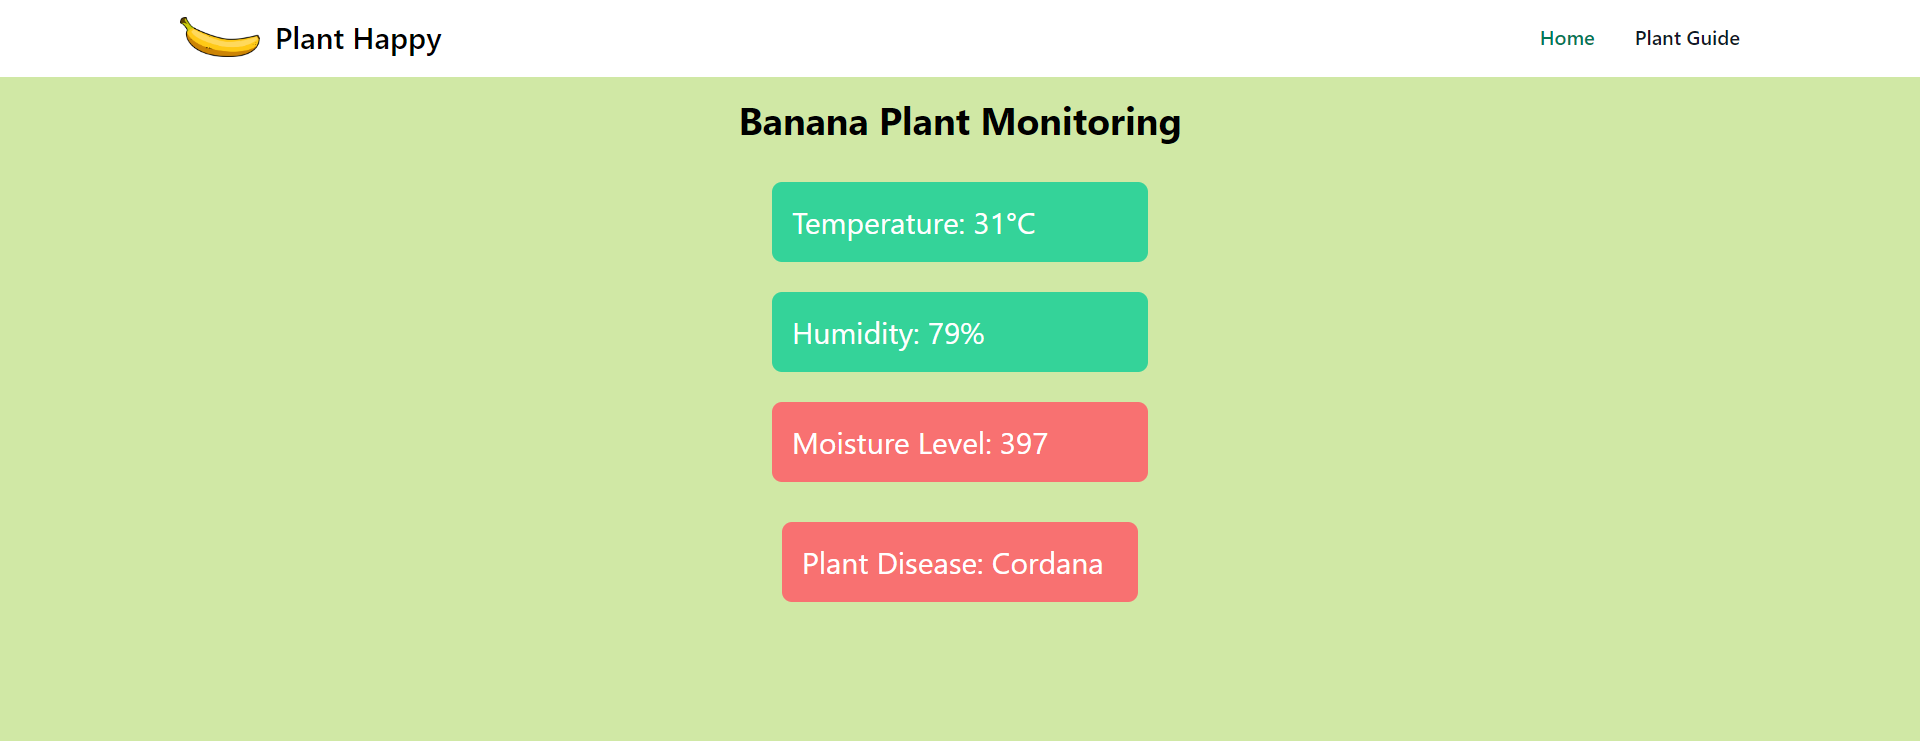 Plant Happy
Home
Plant Guide
Banana Plant Monitoring
Temperature: 31°C
Humidity: 79%
Moisture Level: 397
Plant Disease: Cordana